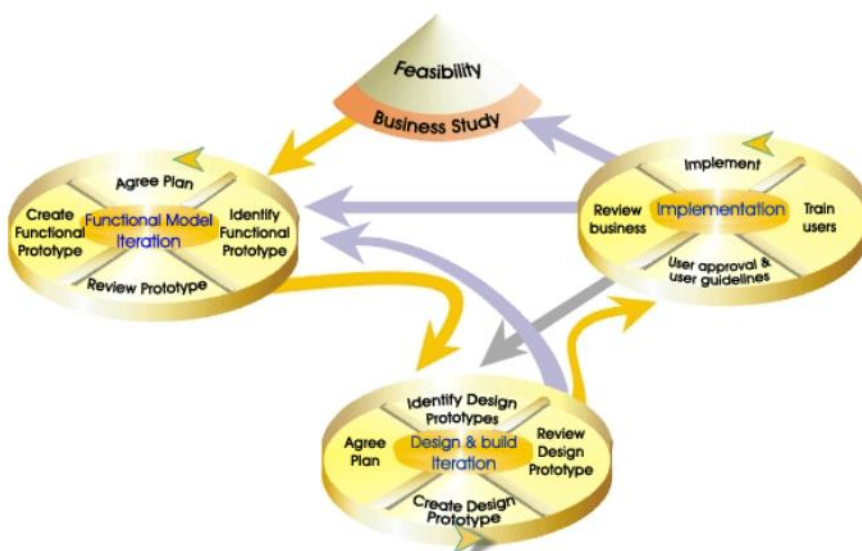 Feasibility
Business Study
Agree Plan
Create
Functional
Prototype
Functional Model
Iteration
Identify
Functional
Prototype
Review Prototype
Implement
Review
business
Implementation
Train
users
User approval &
user guidelines
Identify Design
Prototypes
Agree
Plan
Design & build
Iteration
Review
Design
Prototype
Create Design
Prototype